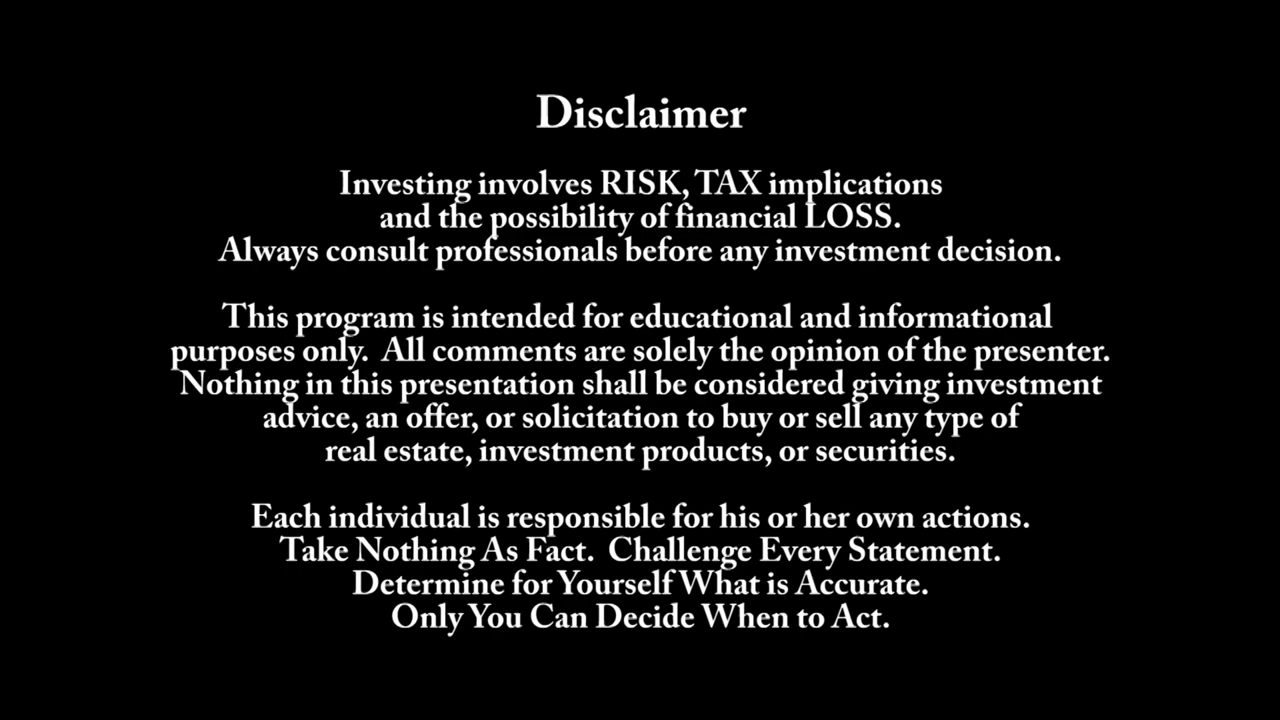 Disclaimer
Investing involves RISK, TAX implications
and the possibility of financial LOSS.
Always consult professionals before any investment decision.
This program is intended for educational and informational
purposes only.  All comments are solely the opinion of the presenter.
Nothing in this presentation shall be considered giving investment
advice, an offer, or solicitation to buy or sell any type of
real estate, investment products, or securities.
Each individual is responsible for his or her own actions.
Take Nothing As Fact.  Challenge Every Statement.
Determine for Yourself What is Accurate.
Only You Can Decide When to Act.